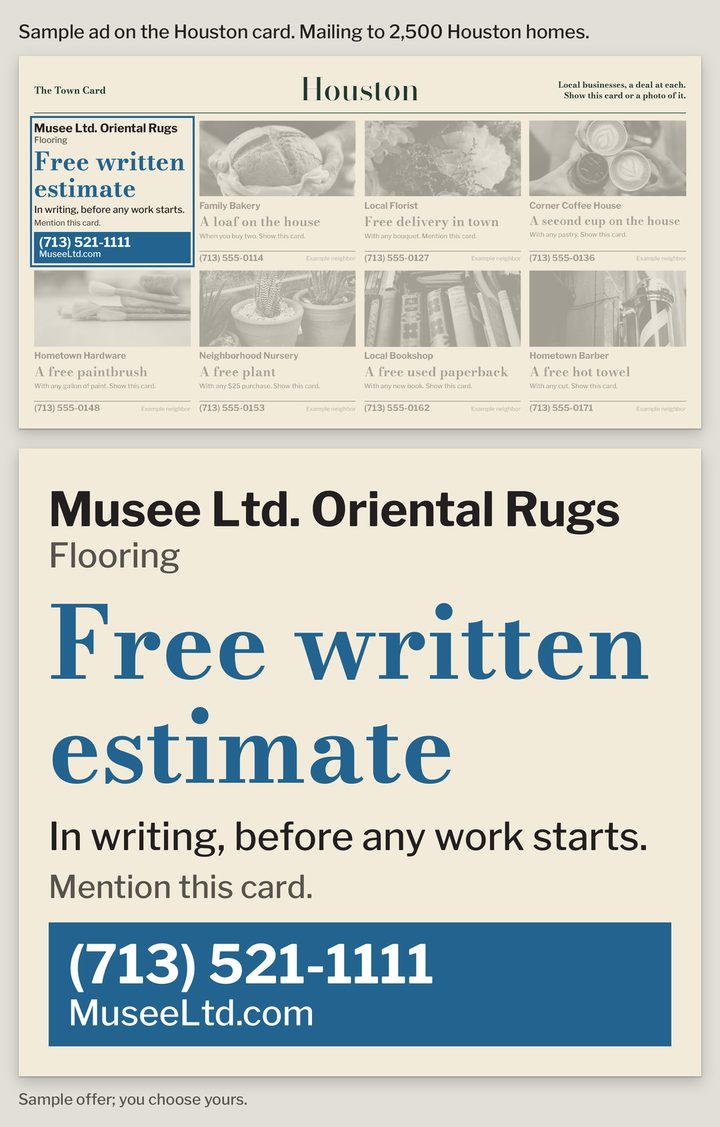 Sample ad on the Houston card. Mailing to 2,500 Houston homes.
The Town Card
Houston
Local businesses, a deal at each.
Show this card or a photo of it.
Musee Ltd. Oriental Rugs
Flooring
Free written
estimate
In writing, before any work starts.
Mention this card.
(713) 521-1111
MuseeLtd.com
Family Bakery
A loaf on the house
When you buy two. Show this card.
(713) 555-0114
Local Florist
Free delivery in town
With any bouquet. Mention this card.
(713) 555-0127 Example neighbor
Corner Coffee House
A second cup on the house
With any pastry. Show this card.
(713) 555-0136 Example neighbor
Hometown Hardware
A free paintbrush
With any gallon of paint. Show this card.
(713) 555-0148 Example neighbor
Neighborhood Nursery
A free plant
With any $25 purchase. Show this card.
(713) 555-0153 Example neighbor
Local Bookshop
A free used paperback
With any new book. Show this card.
(713) 555-0162 Example neighbor
Hometown Barber
A free hot towel
With any cut. Show this card.
(713) 555-0171 Example neighbor
Musee Ltd. Oriental Rugs
Flooring
Free written
estimate
In writing, before any work starts.
Mention this card.
(713) 521-1111
MuseeLtd.com
Sample offer; you choose yours.